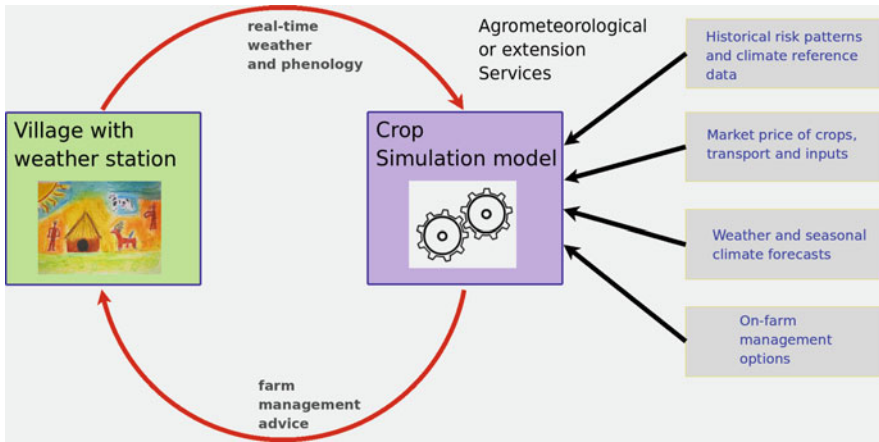 real-time
weather
and phenology
Agrometeorological
or extension
Services
Village with
weather station
Crop
Simulation model
Historical risk patterns
and climate reference
data
Market price of crops,
transport and inputs
Weather and seasonal
climate forecasts
On-farm
management
options
farm
management
advice